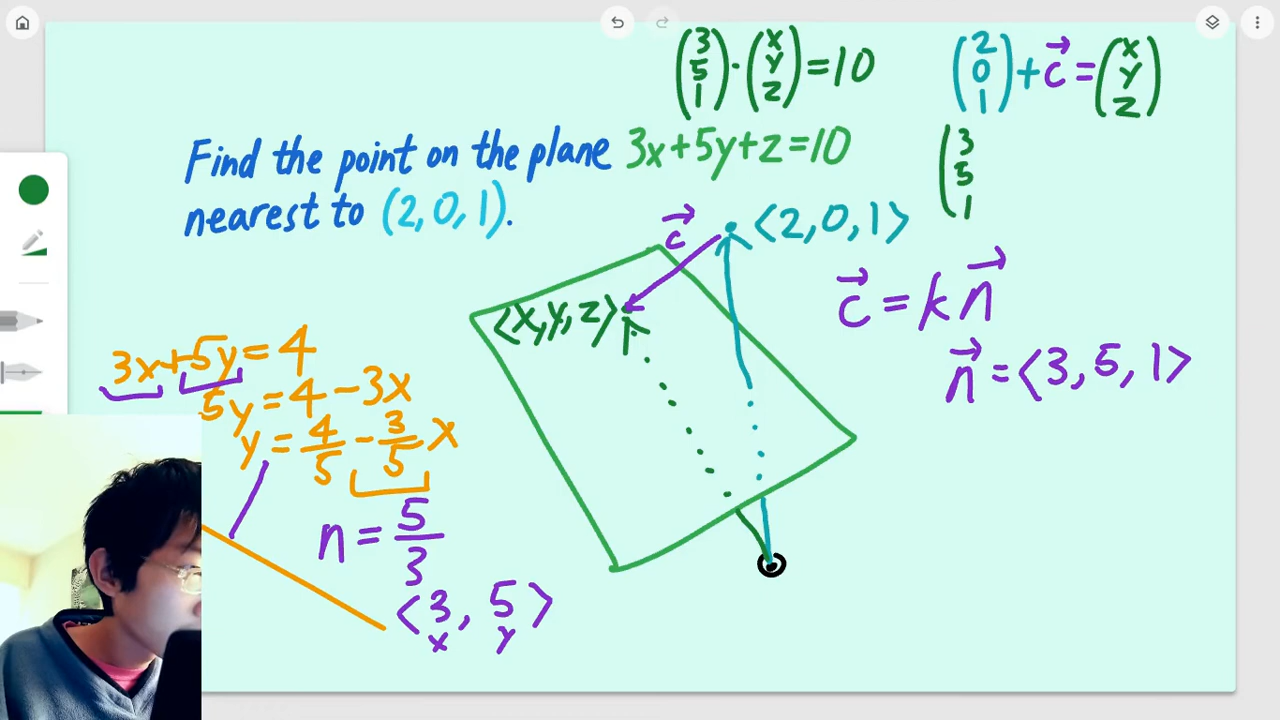 (3 5 1) · (x y z) = 10
(2 0 1) + c⃗ = (x y z)
Find the point on the plane 3x+5y+z=10
nearest to (2, 0, 1).
(3 5 1
c⃗
<2, 0, 1>
<x, y, z>
c⃗ = k n⃗
n⃗ = <3, 5, 1>
3x+5y=4
5y=4-3x
y=4/5-3/5x
n=5/3
<3, 5>
x y